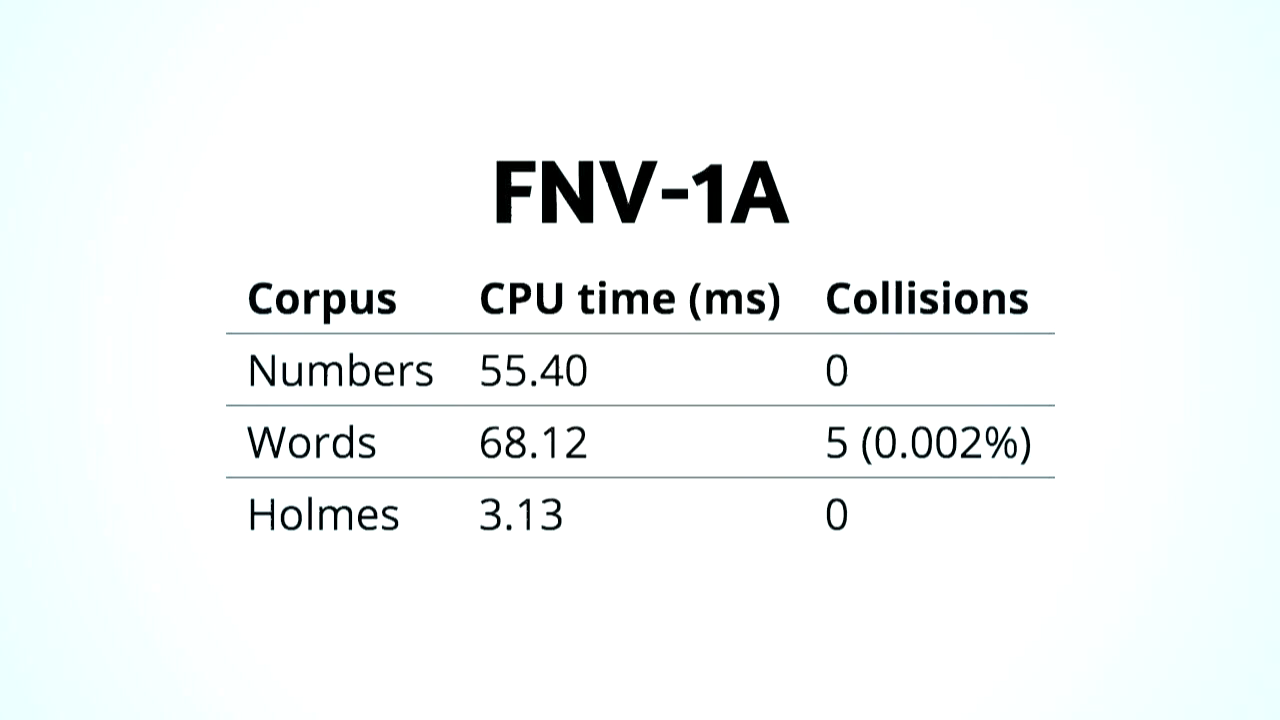 FNV-1A
Corpus CPU time (ms) Collisions
Numbers 55.40 0
Words 68.12 5 (0.002%)
Holmes 3.13 0